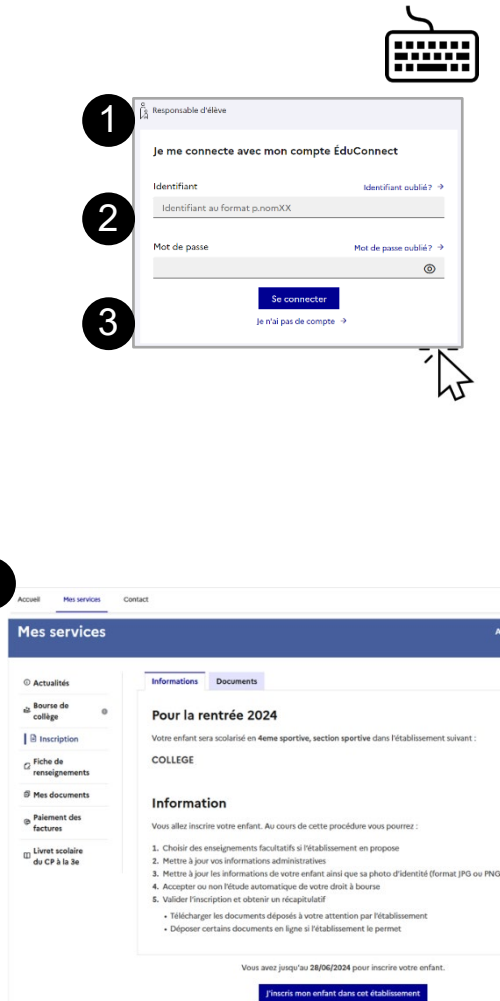 1
Responsable d'élève
Je me connecte avec mon compte ÉduConnect
Identifiant
Identifiant oublié? →
Identifiant au format p.nomXX
2
Mot de passe
Mot de passe oublié? →
Se connecter
3
Je n'ai pas de compte →
Accueil Mes services Contact
Mes services
A
Actualités
Bourse de
collège
Inscription
Fiche de
renseignements
Mes documents
Paiement des
factures
Livret scolaire
du CP à la 3e
Informations Documents
Pour la rentrée 2024
Votre enfant sera scolarisé en 4eme sportive, section sportive dans l'établissement suivant :
COLLEGE
Information
Vous allez inscrire votre enfant. Au cours de cette procédure vous pourrez :
1. Choisir des enseignements facultatifs si l'établissement en propose
2. Mettre à jour vos informations administratives
3. Mettre à jour les informations de votre enfant ainsi que sa photo d'identité (format JPG ou PNG
4. Accepter ou non l'étude automatique de votre droit à bourse
5. Valider l'inscription et obtenir un récapitulatif
• Télécharger les documents déposés à votre attention par l'établissement
• Déposer certains documents en ligne si l'établissement le permet
Vous avez jusqu'au 28/06/2024 pour inscrire votre enfant.
J'inscris mon enfant dans cet établissement